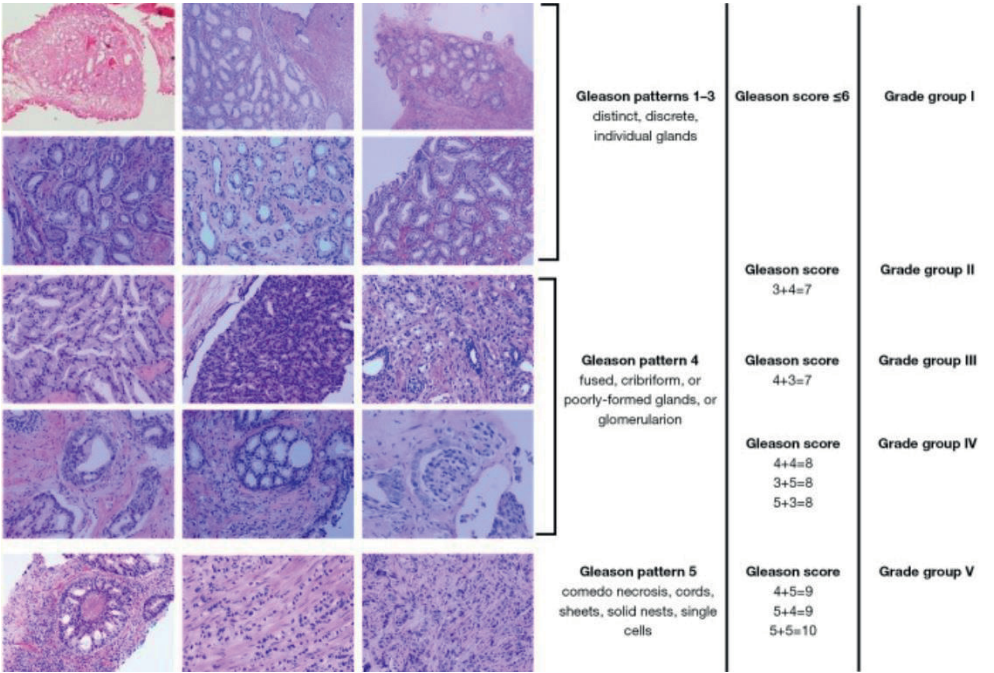 Gleason patterns 1–3
distinct, discrete,
individual glands
Gleason score ≤6
Grade group I
Gleason score
3+4=7
Grade group II
Gleason pattern 4
fused, cribriform, or
poorly-formed glands, or
glomerularion
Gleason score
4+3=7
Grade group III
Gleason score
4+4=8
3+5=8
5+3=8
Grade group IV
Gleason pattern 5
comedo necrosis, cords,
sheets, solid nests, single
cells
Gleason score
4+5=9
5+4=9
5+5=10
Grade group V